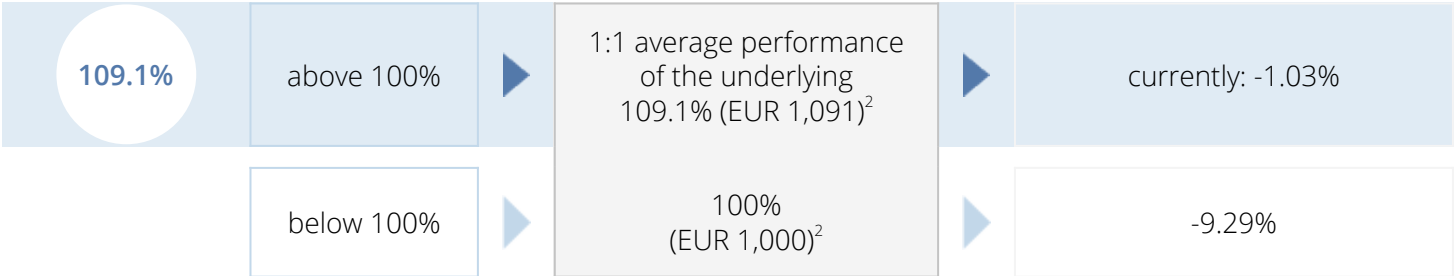 109.1%
above 100%
1:1 average performance
of the underlying
109.1% (EUR 1,091)²
currently: -1.03%
below 100%
100%
(EUR 1,000)²
-9.29%